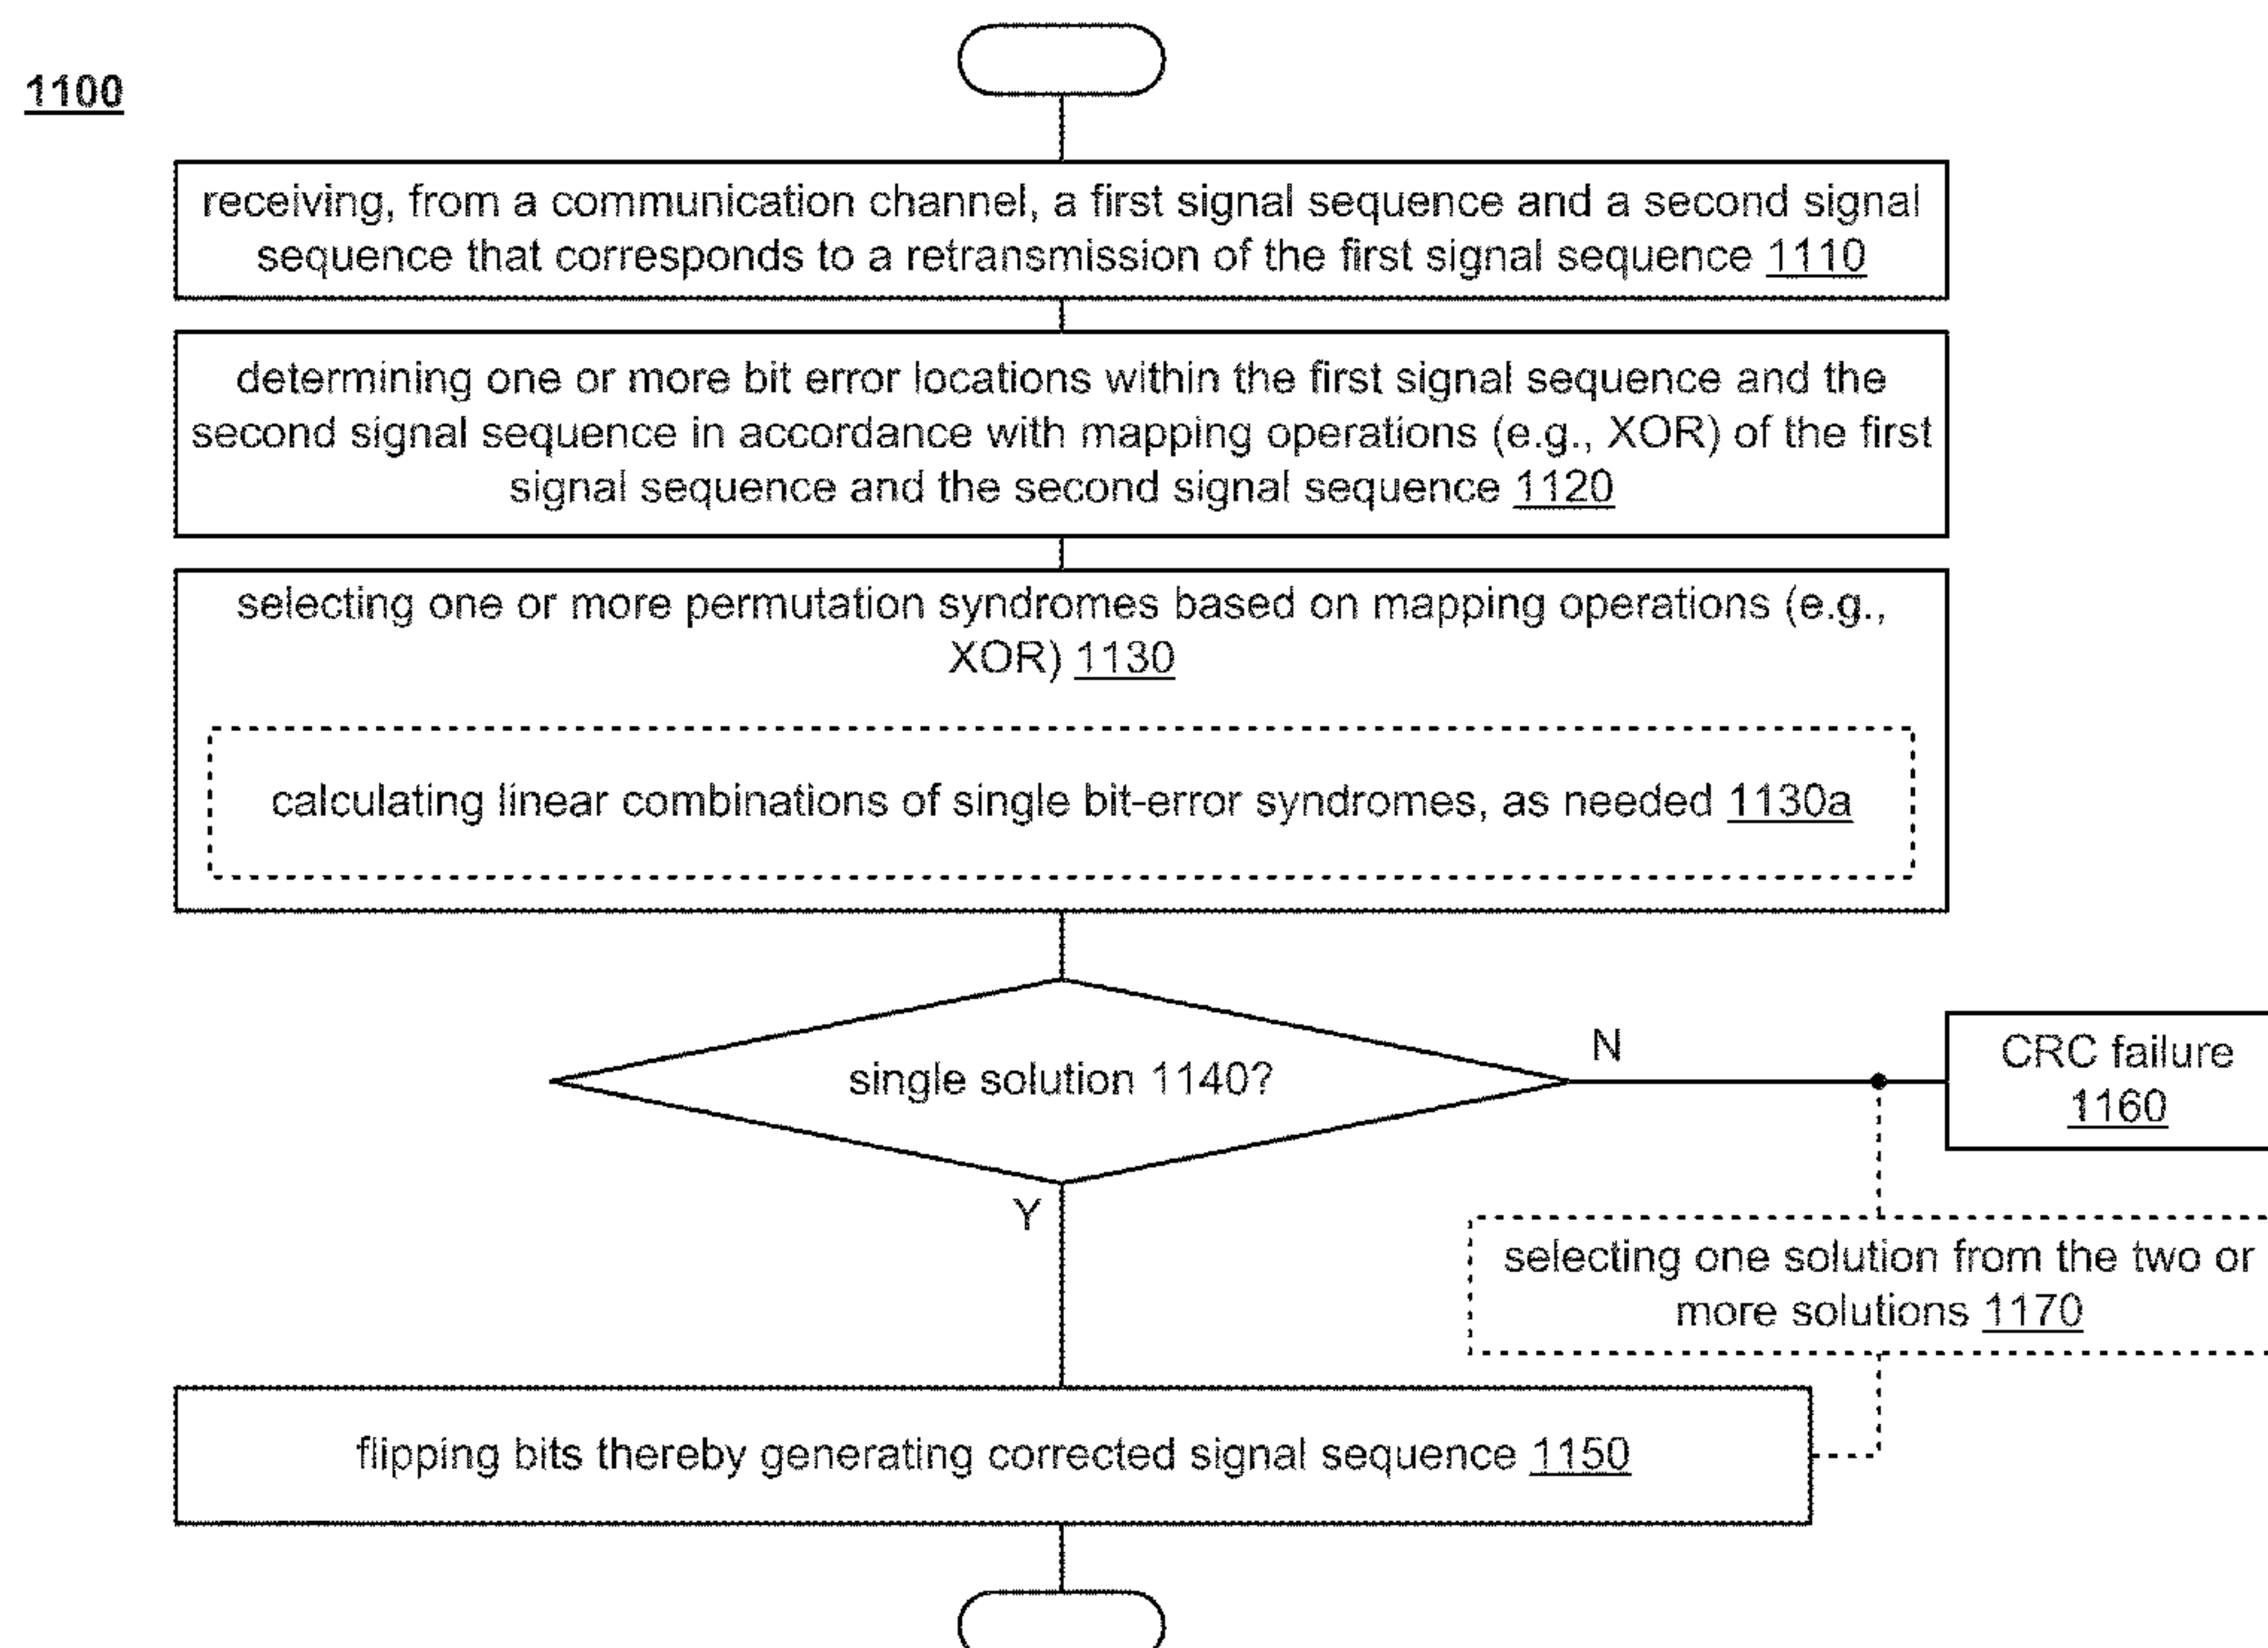 1100
receiving, from a communication channel, a first signal sequence and a second signal
sequence that corresponds to a retransmission of the first signal sequence 1110
determining one or more bit error locations within the first signal sequence and the
second signal sequence in accordance with mapping operations (e.g., XOR) of the first
signal sequence and the second signal sequence 1120
selecting one or more permutation syndromes based on mapping operations (e.g.,
XOR) 1130
calculating linear combinations of single bit-error syndromes, as needed 1130a
single solution 1140?
N
CRC failure
1160
Y
selecting one solution from the two or
more solutions 1170
flipping bits thereby generating corrected signal sequence 1150